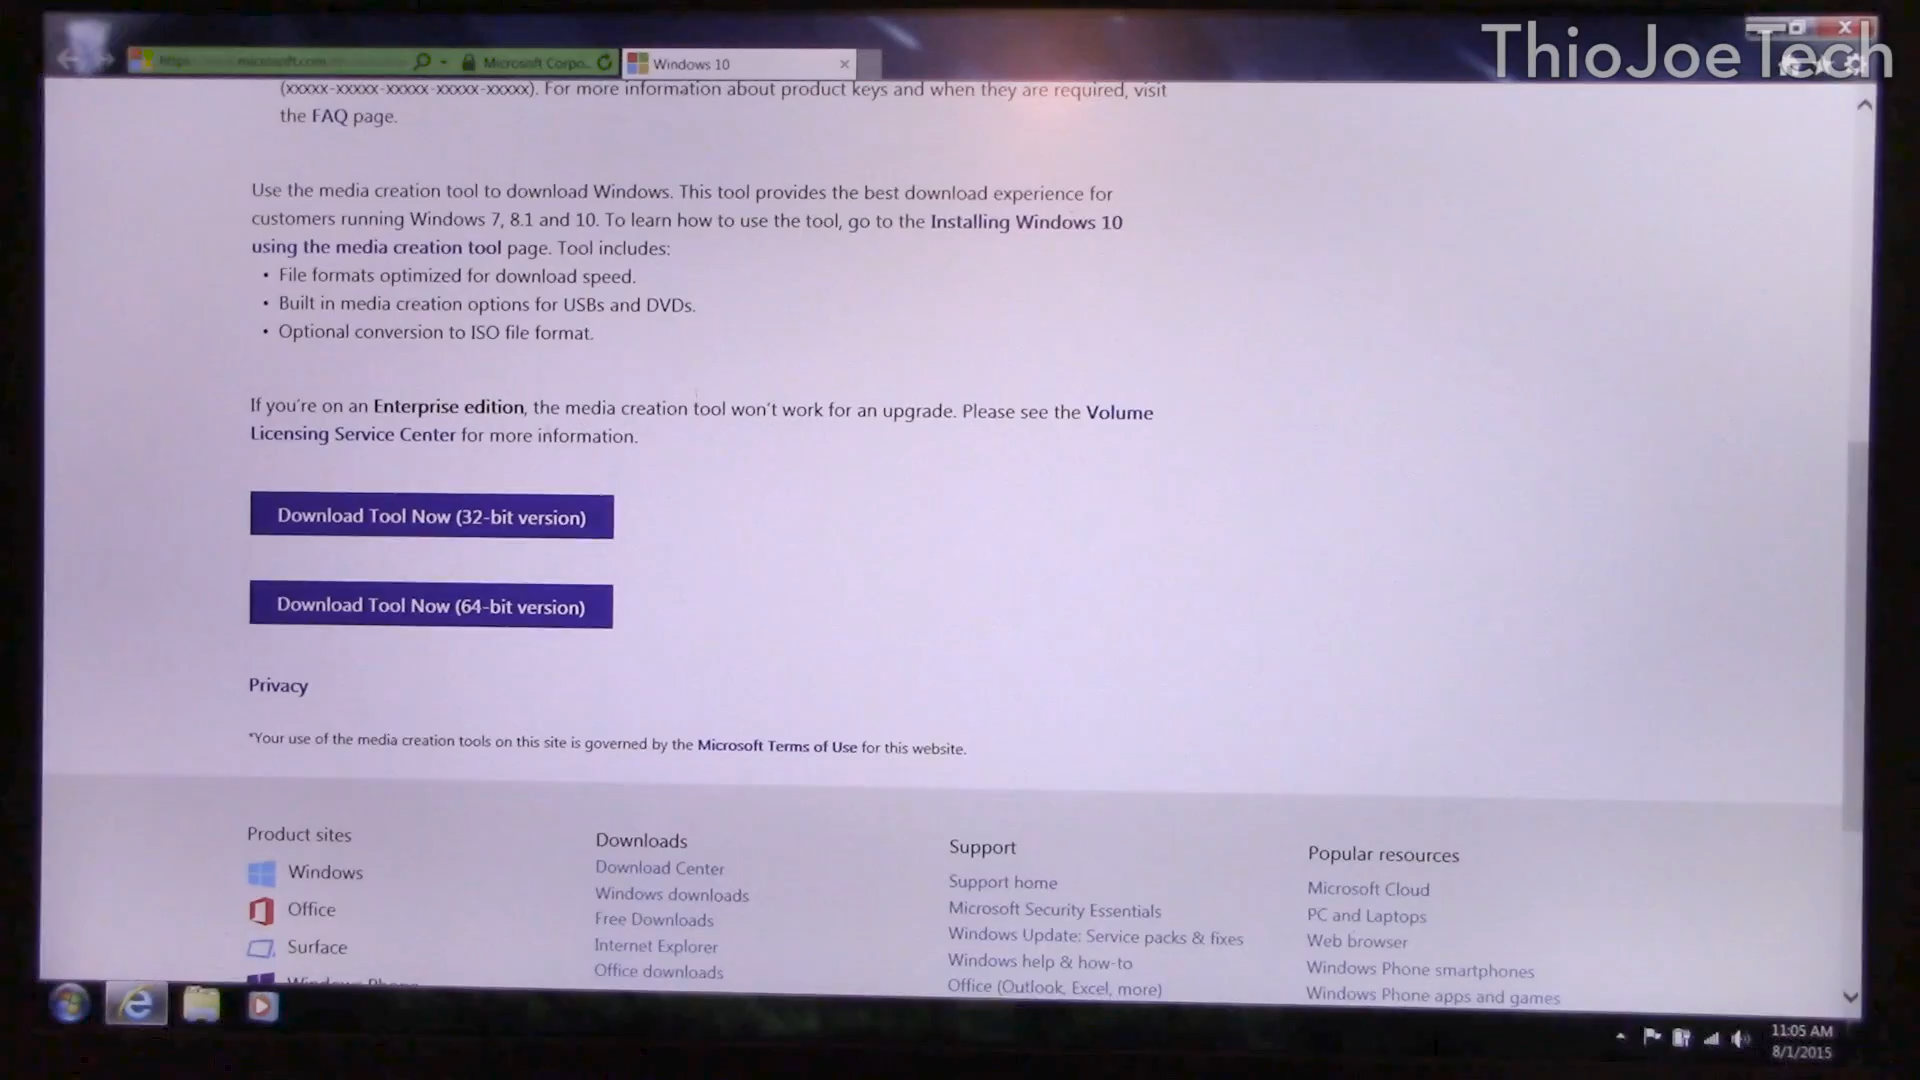 ThioJoeTech
Microsoft Corpo...
Windows 10
(xxxxx-xxxxx-xxxxx-xxxxx-xxxxx). For more information about product keys and when they are required, visit
the FAQ page.
Use the media creation tool to download Windows. This tool provides the best download experience for
customers running Windows 7, 8.1 and 10. To learn how to use the tool, go to the Installing Windows 10
using the media creation tool page. Tool includes:
• File formats optimized for download speed.
• Built in media creation options for USBs and DVDs.
• Optional conversion to ISO file format.
If you're on an Enterprise edition, the media creation tool won't work for an upgrade. Please see the Volume
Licensing Service Center for more information.
Download Tool Now (32-bit version)
Download Tool Now (64-bit version)
Privacy
*Your use of the media creation tools on this site is governed by the Microsoft Terms of Use for this website.
Product sites
Windows
Office
Surface
Downloads
Download Center
Windows downloads
Free Downloads
Internet Explorer
Office downloads
Support
Support home
Microsoft Security Essentials
Windows Update: Service packs & fixes
Windows help & how-to
Office (Outlook, Excel, more)
Popular resources
Microsoft Cloud
PC and Laptops
Web browser
Windows Phone smartphones
Windows Phone apps and games
11:05 AM
8/1/2015